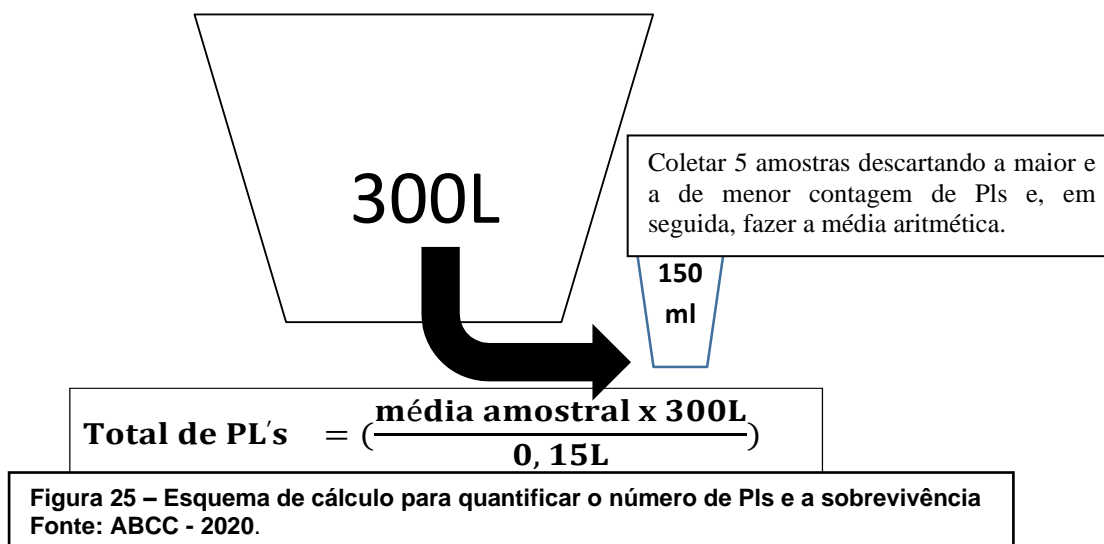 300L
Coletar 5 amostras descartando a maior e
a de menor contagem de Pls e, em
seguida, fazer a média aritmética.
150
ml
Total de PL's = (média amostral x 300L / 0, 15L)
Figura 25 – Esquema de cálculo para quantificar o número de Pls e a sobrevivência
Fonte: ABCC - 2020.